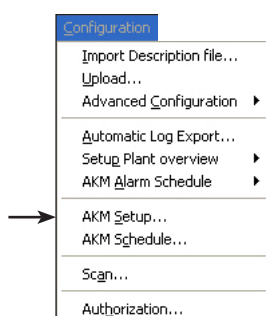 Configuration
Import Description file...
Upload...
Advanced Configuration
Automatic Log Export...
Setup Plant overview
AKM Alarm Schedule
AKM Setup...
AKM Schedule...
Scan...
Authorization...